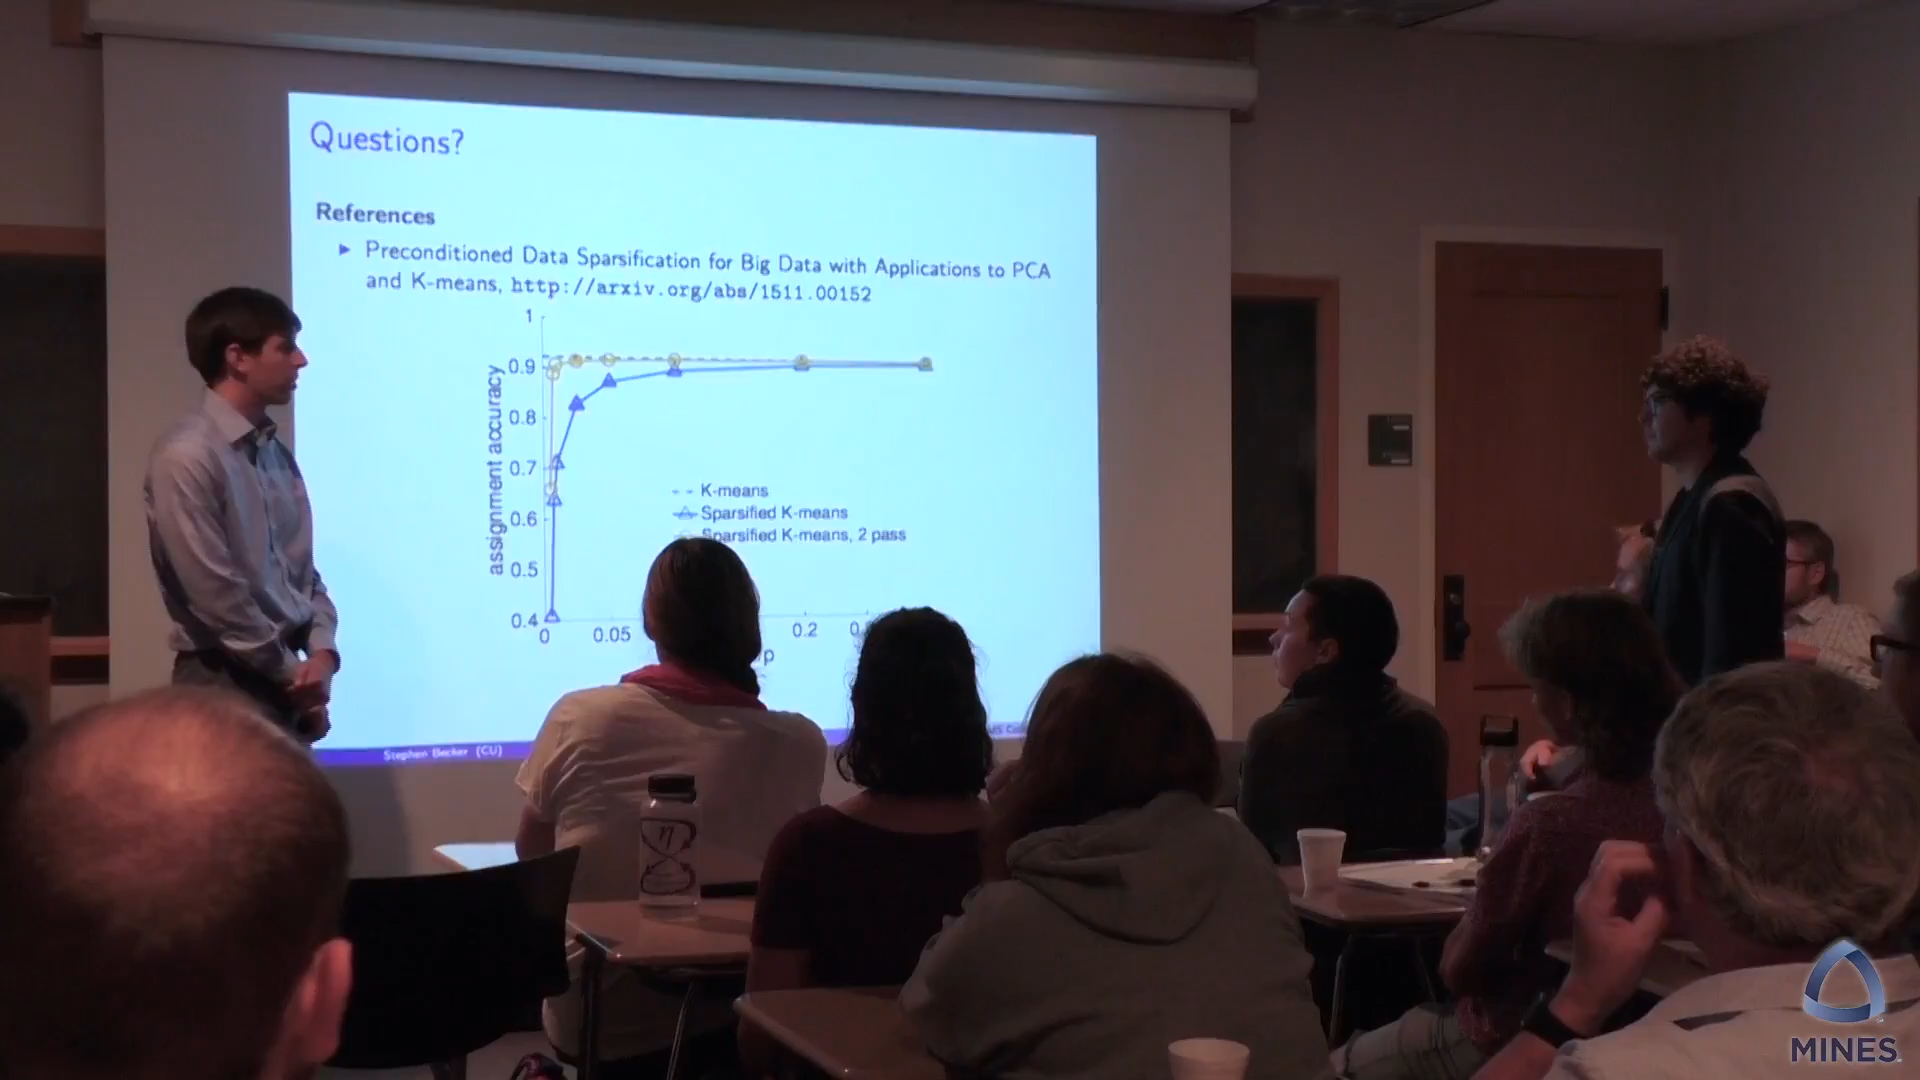 Questions?
References
► Preconditioned Data Sparsification for Big Data with Applications to PCA
and K-means, http://arxiv.org/abs/1511.00152
1
0.9
0.8
0.7
0.6
0.5
0.4
assignment accuracy
K-means
Sparsified K-means
Sparsified K-means, 2 pass
0
0.05
0.2
p
Stephen Becker (CU)
η
MINES